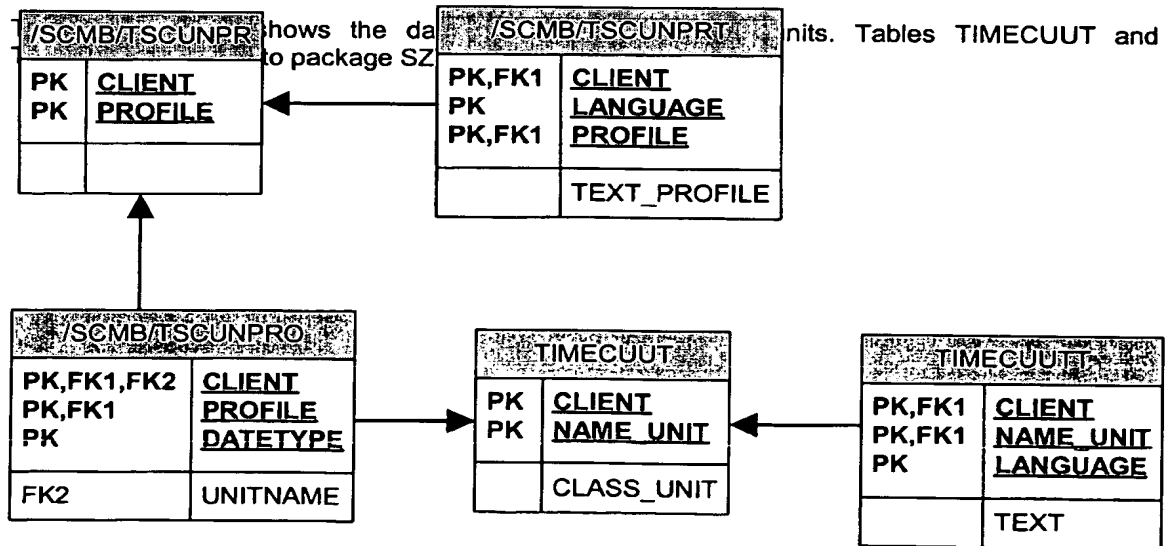 /SCMB/TSCUNPR
hows the da
/SCMB/TSCUNPRT
nits. Tables TIMECUUT and
to package SZ
PK CLIENT
PK PROFILE
PK,FK1 CLIENT
PK LANGUAGE
PK,FK1 PROFILE
TEXT_PROFILE
/SCMB/TSCUNPRO
PK,FK1,FK2 CLIENT
PK,FK1 PROFILE
PK DATETYPE
FK2 UNITNAME
TIMECUUT
PK CLIENT
PK NAME_UNIT
CLASS_UNIT
TIMECUUTT
PK,FK1 CLIENT
PK,FK1 NAME_UNIT
PK LANGUAGE
TEXT